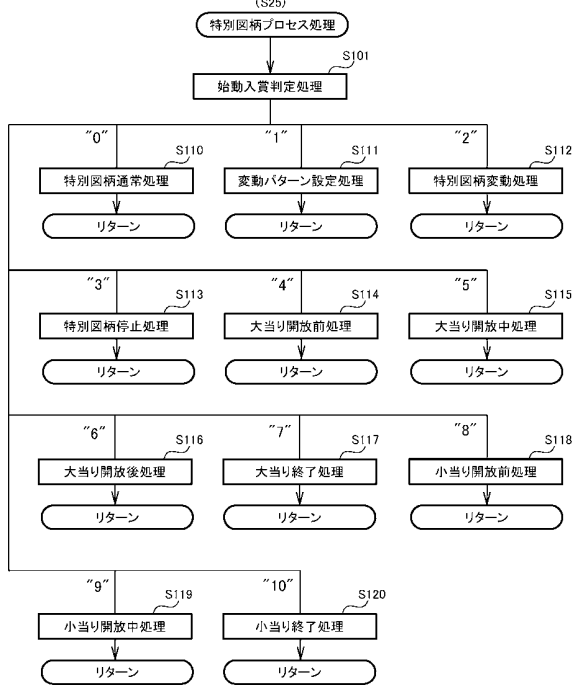 (S25)
特別図柄プロセス処理
S101
始動入賞判定処理
"0" "1" "2"
S110 S111 S112
特別図柄通常処理 変動パターン設定処理 特別図柄変動処理
リターン リターン リターン
"3" "4" "5"
S113 S114 S115
特別図柄停止処理 大当り開放前処理 大当り開放中処理
リターン リターン リターン
"6" "7" "8"
S116 S117 S118
大当り開放後処理 大当り終了処理 小当り開放前処理
リターン リターン リターン
"9" "10"
S119 S120
小当り開放中処理 小当り終了処理
リターン リターン